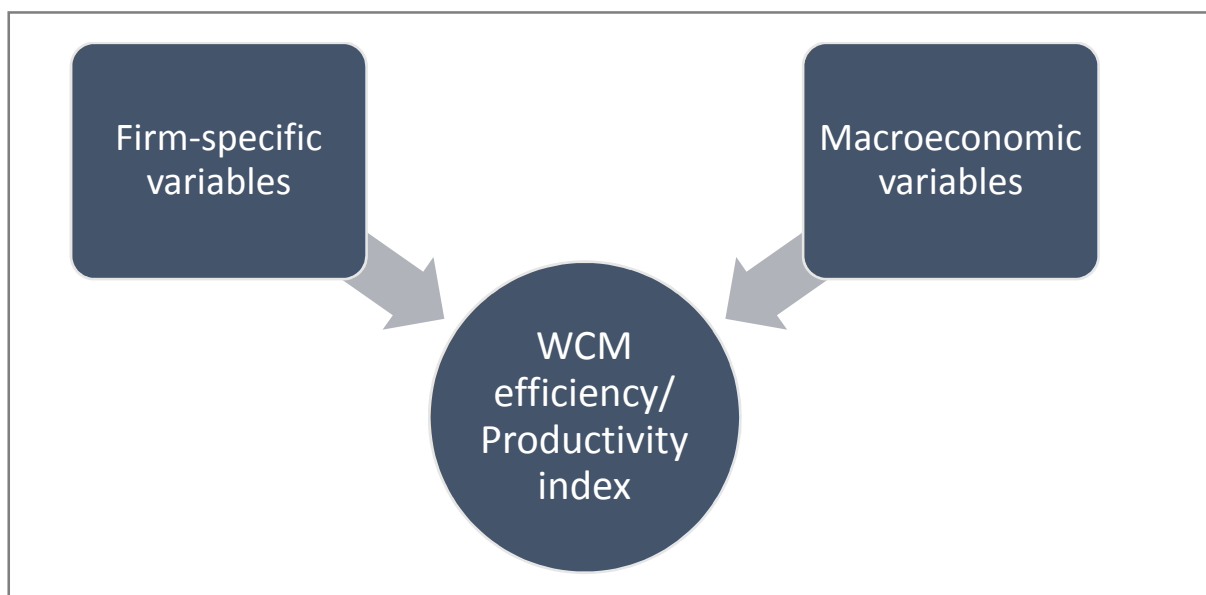 Firm-specific
variables
Macroeconomic
variables
WCM
efficiency/
Productivity
index